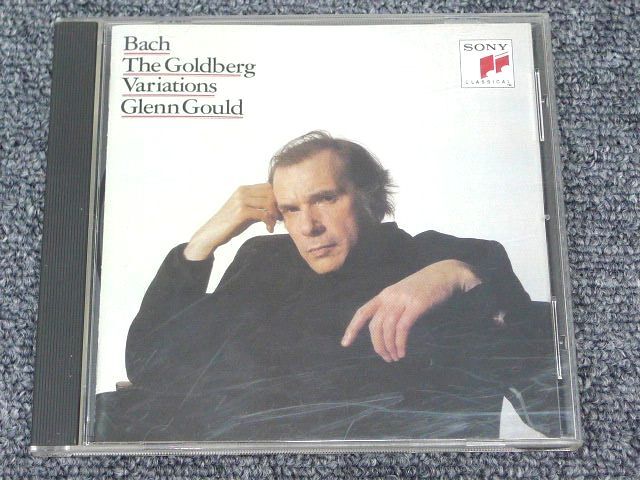 Bach
The Goldberg
Variations
Glenn Gould
SONY
CLASSICAL